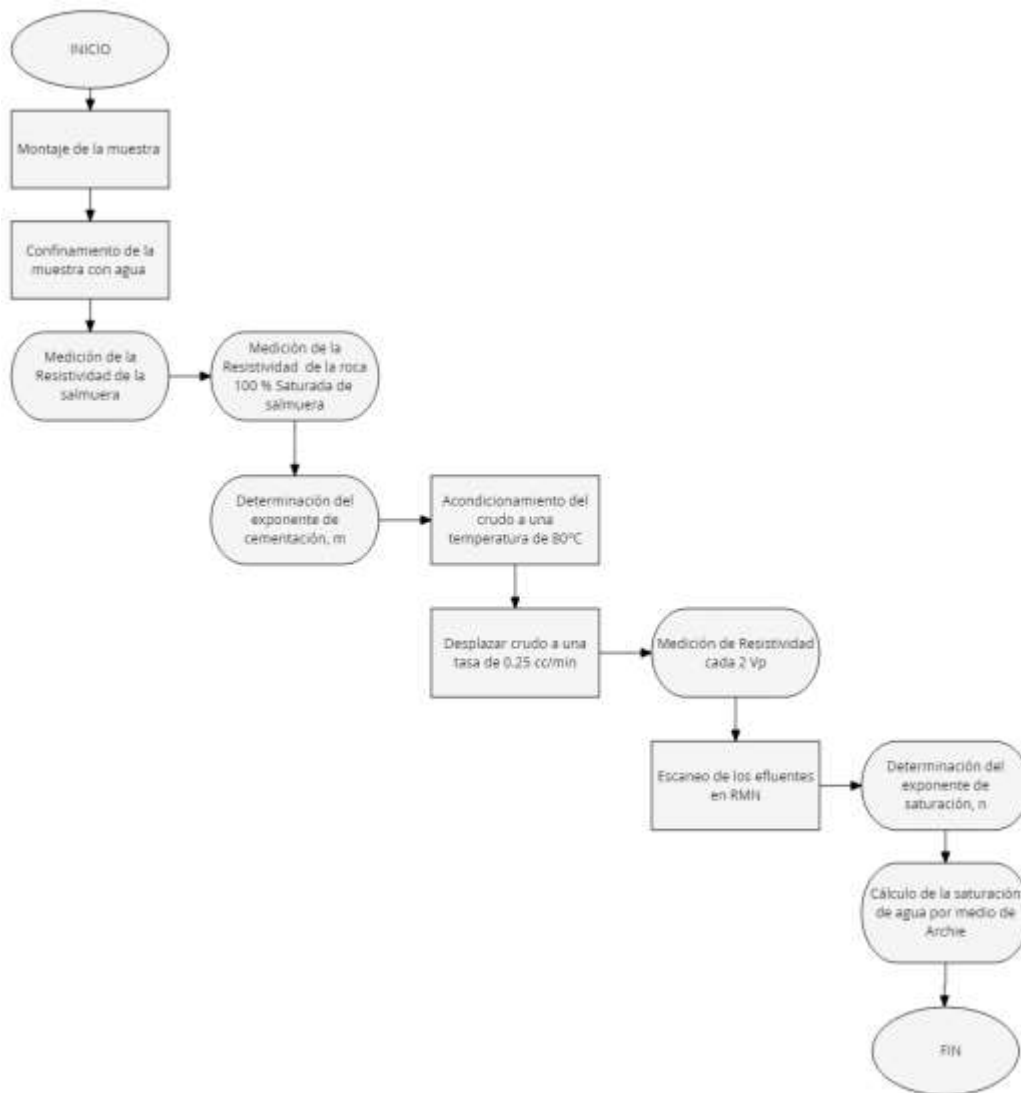 INICIO
Montaje de la muestra
Confinamiento de la
muestra con agua
Medición de la
Resistividad de la
salmuera
Medición de la
Resistividad de la roca
100 % Saturada de
salmuera
Determinación del
exponente de
cementación, m
Acondicionamiento del
crudo a una
temperatura de 80°C
Desplazar crudo a una
tasa de 0.25 cc/min
Medición de Resistividad
cada 2 Vp
Escaneo de los efluentes
en RMN
Determinación del
exponente de
saturación, n
Cálculo de la saturación
de agua por medio de
Archie
FIN